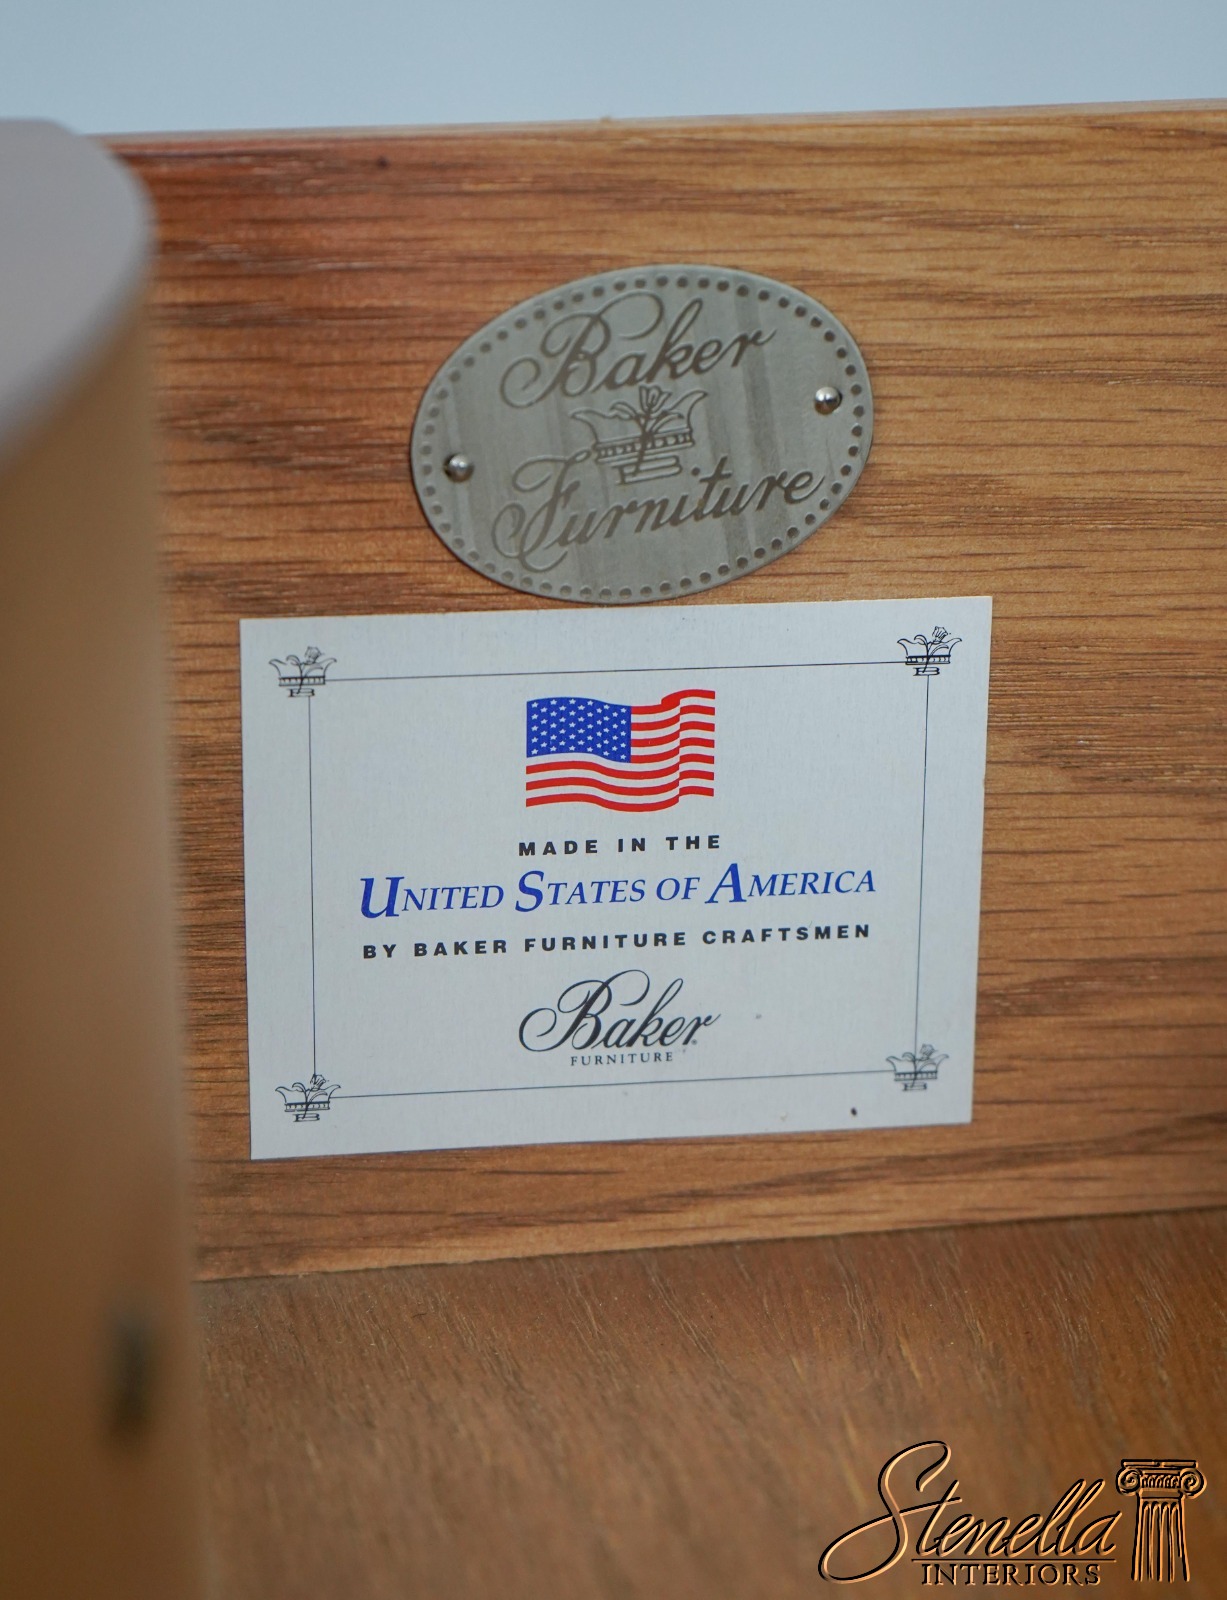 Baker
Furniture
MADE IN THE
UNITED STATES OF AMERICA
BY BAKER FURNITURE CRAFTSMEN
Baker®
FURNITURE
Stenella
INTERIORS